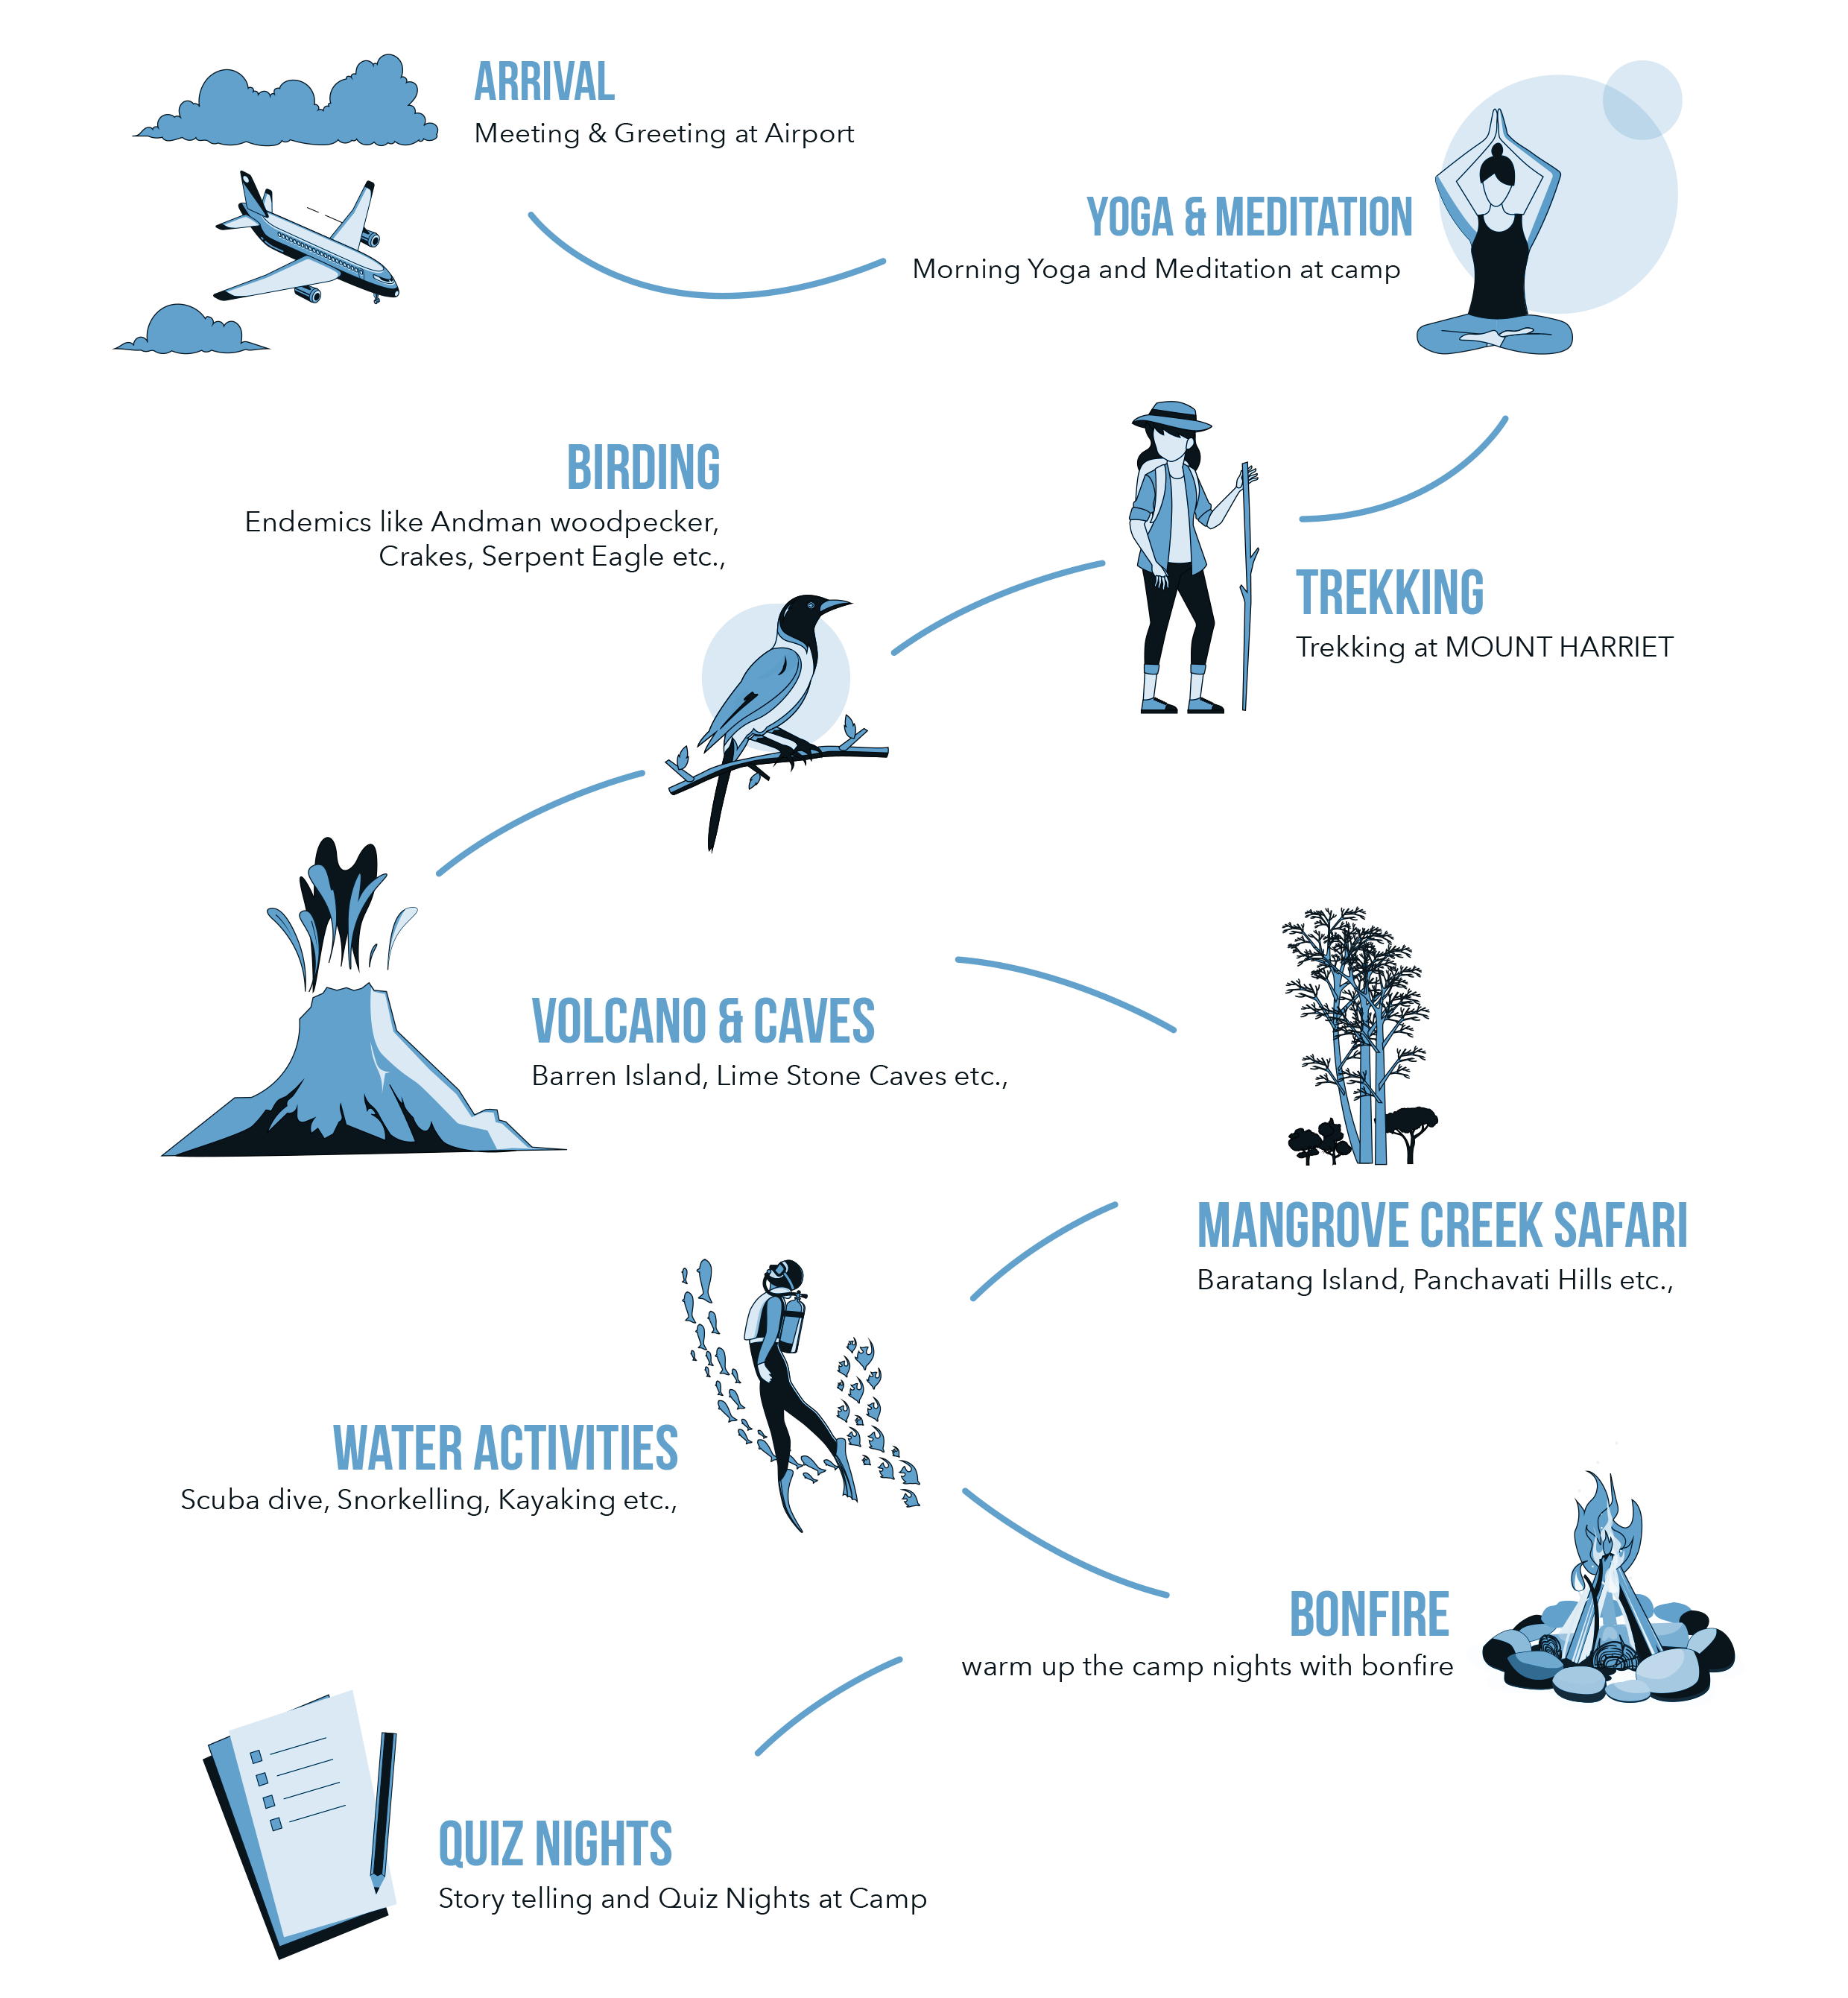 ARRIVAL
Meeting & Greeting at Airport
YOGA & MEDITATION
Morning Yoga and Meditation at camp
BIRDING
Endemics like Andman woodpecker,
Crakes, Serpent Eagle etc.,
TREKKING
Trekking at MOUNT HARRIET
VOLCANO & CAVES
Barren Island, Lime Stone Caves etc.,
MANGROVE CREEK SAFARI
Baratang Island, Panchavati Hills etc.,
WATER ACTIVITIES
Scuba dive, Snorkelling, Kayaking etc.,
BONFIRE
warm up the camp nights with bonfire
QUIZ NIGHTS
Story telling and Quiz Nights at Camp